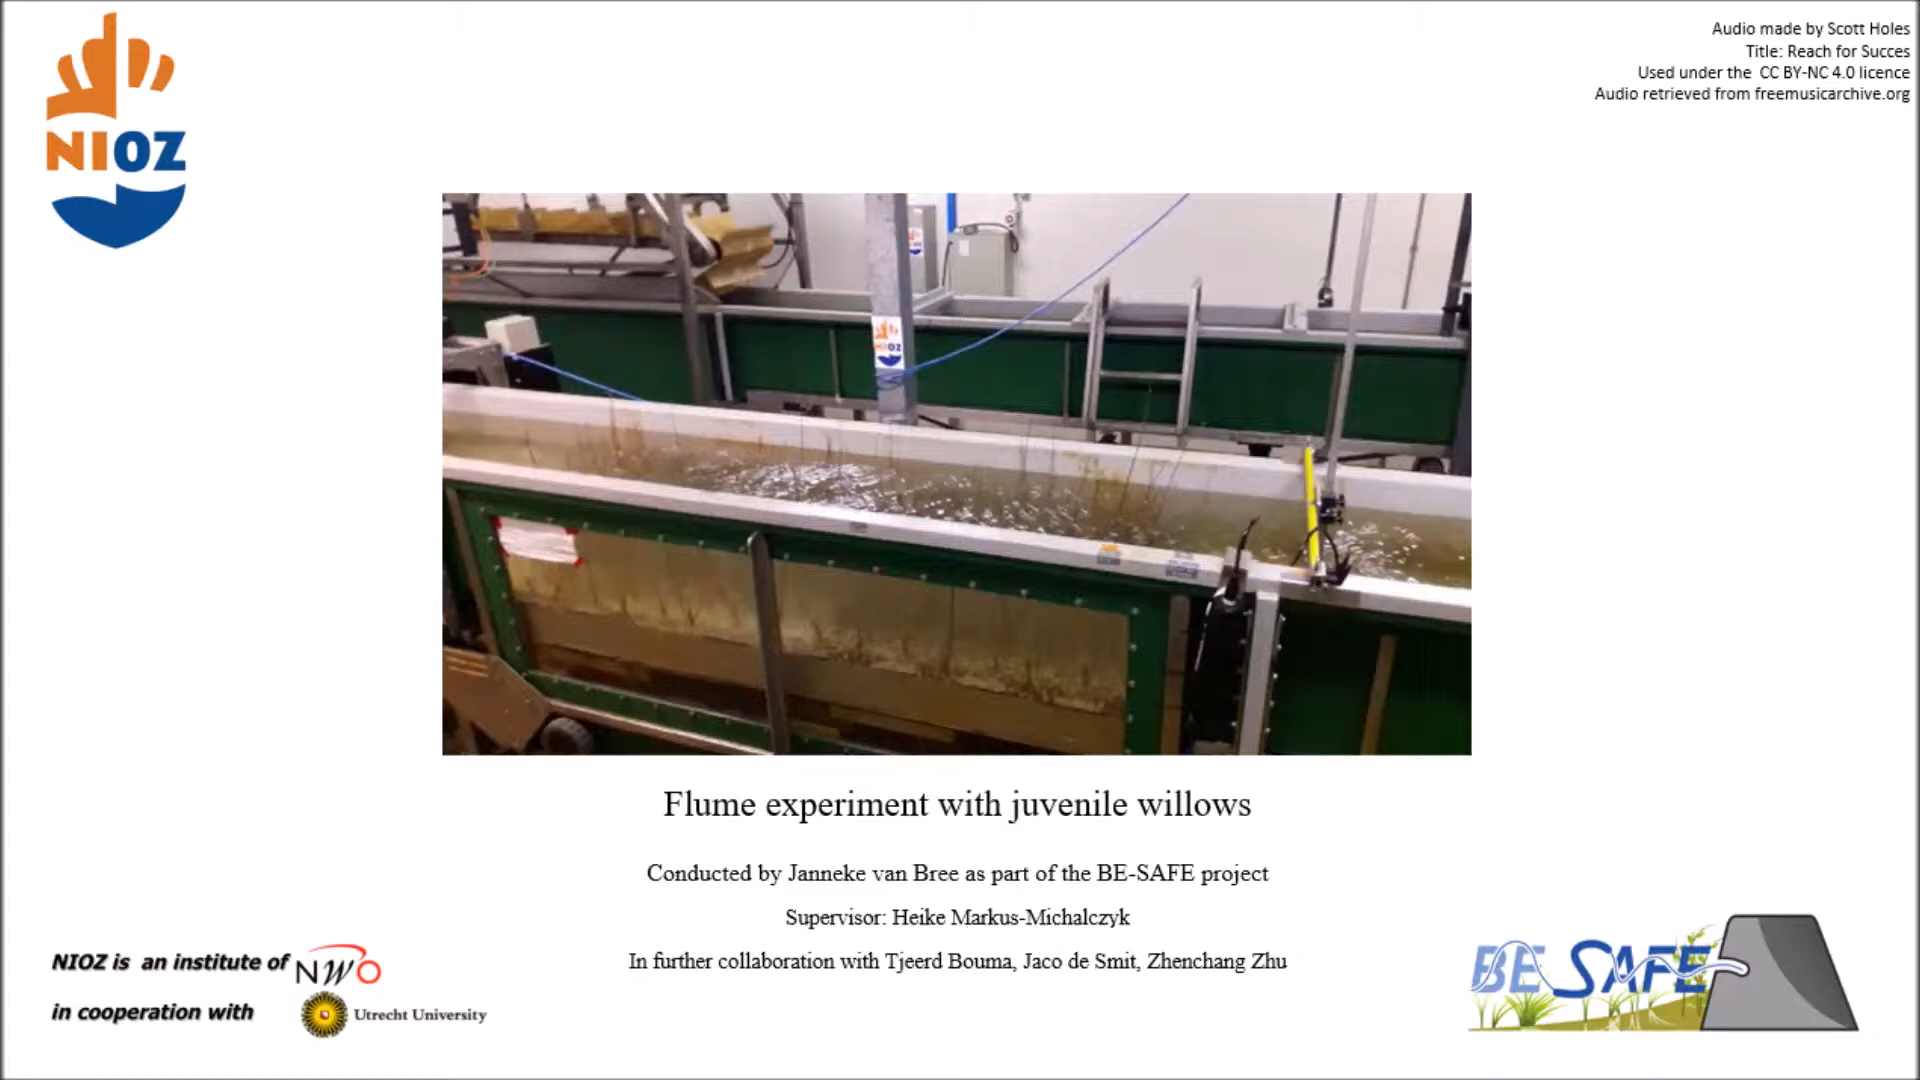 Audio made by Scott Holes
Title: Reach for Succes
Used under the CC BY-NC 4.0 licence
Audio retrieved from freemusicarchive.org
NIOZ
NIOZ
Flume experiment with juvenile willows
Conducted by Janneke van Bree as part of the BE-SAFE project
Supervisor: Heike Markus-Michalczyk
In further collaboration with Tjeerd Bouma, Jaco de Smit, Zhenchang Zhu
NIOZ is an institute of NWO
in cooperation with Utrecht University
BE SAFE